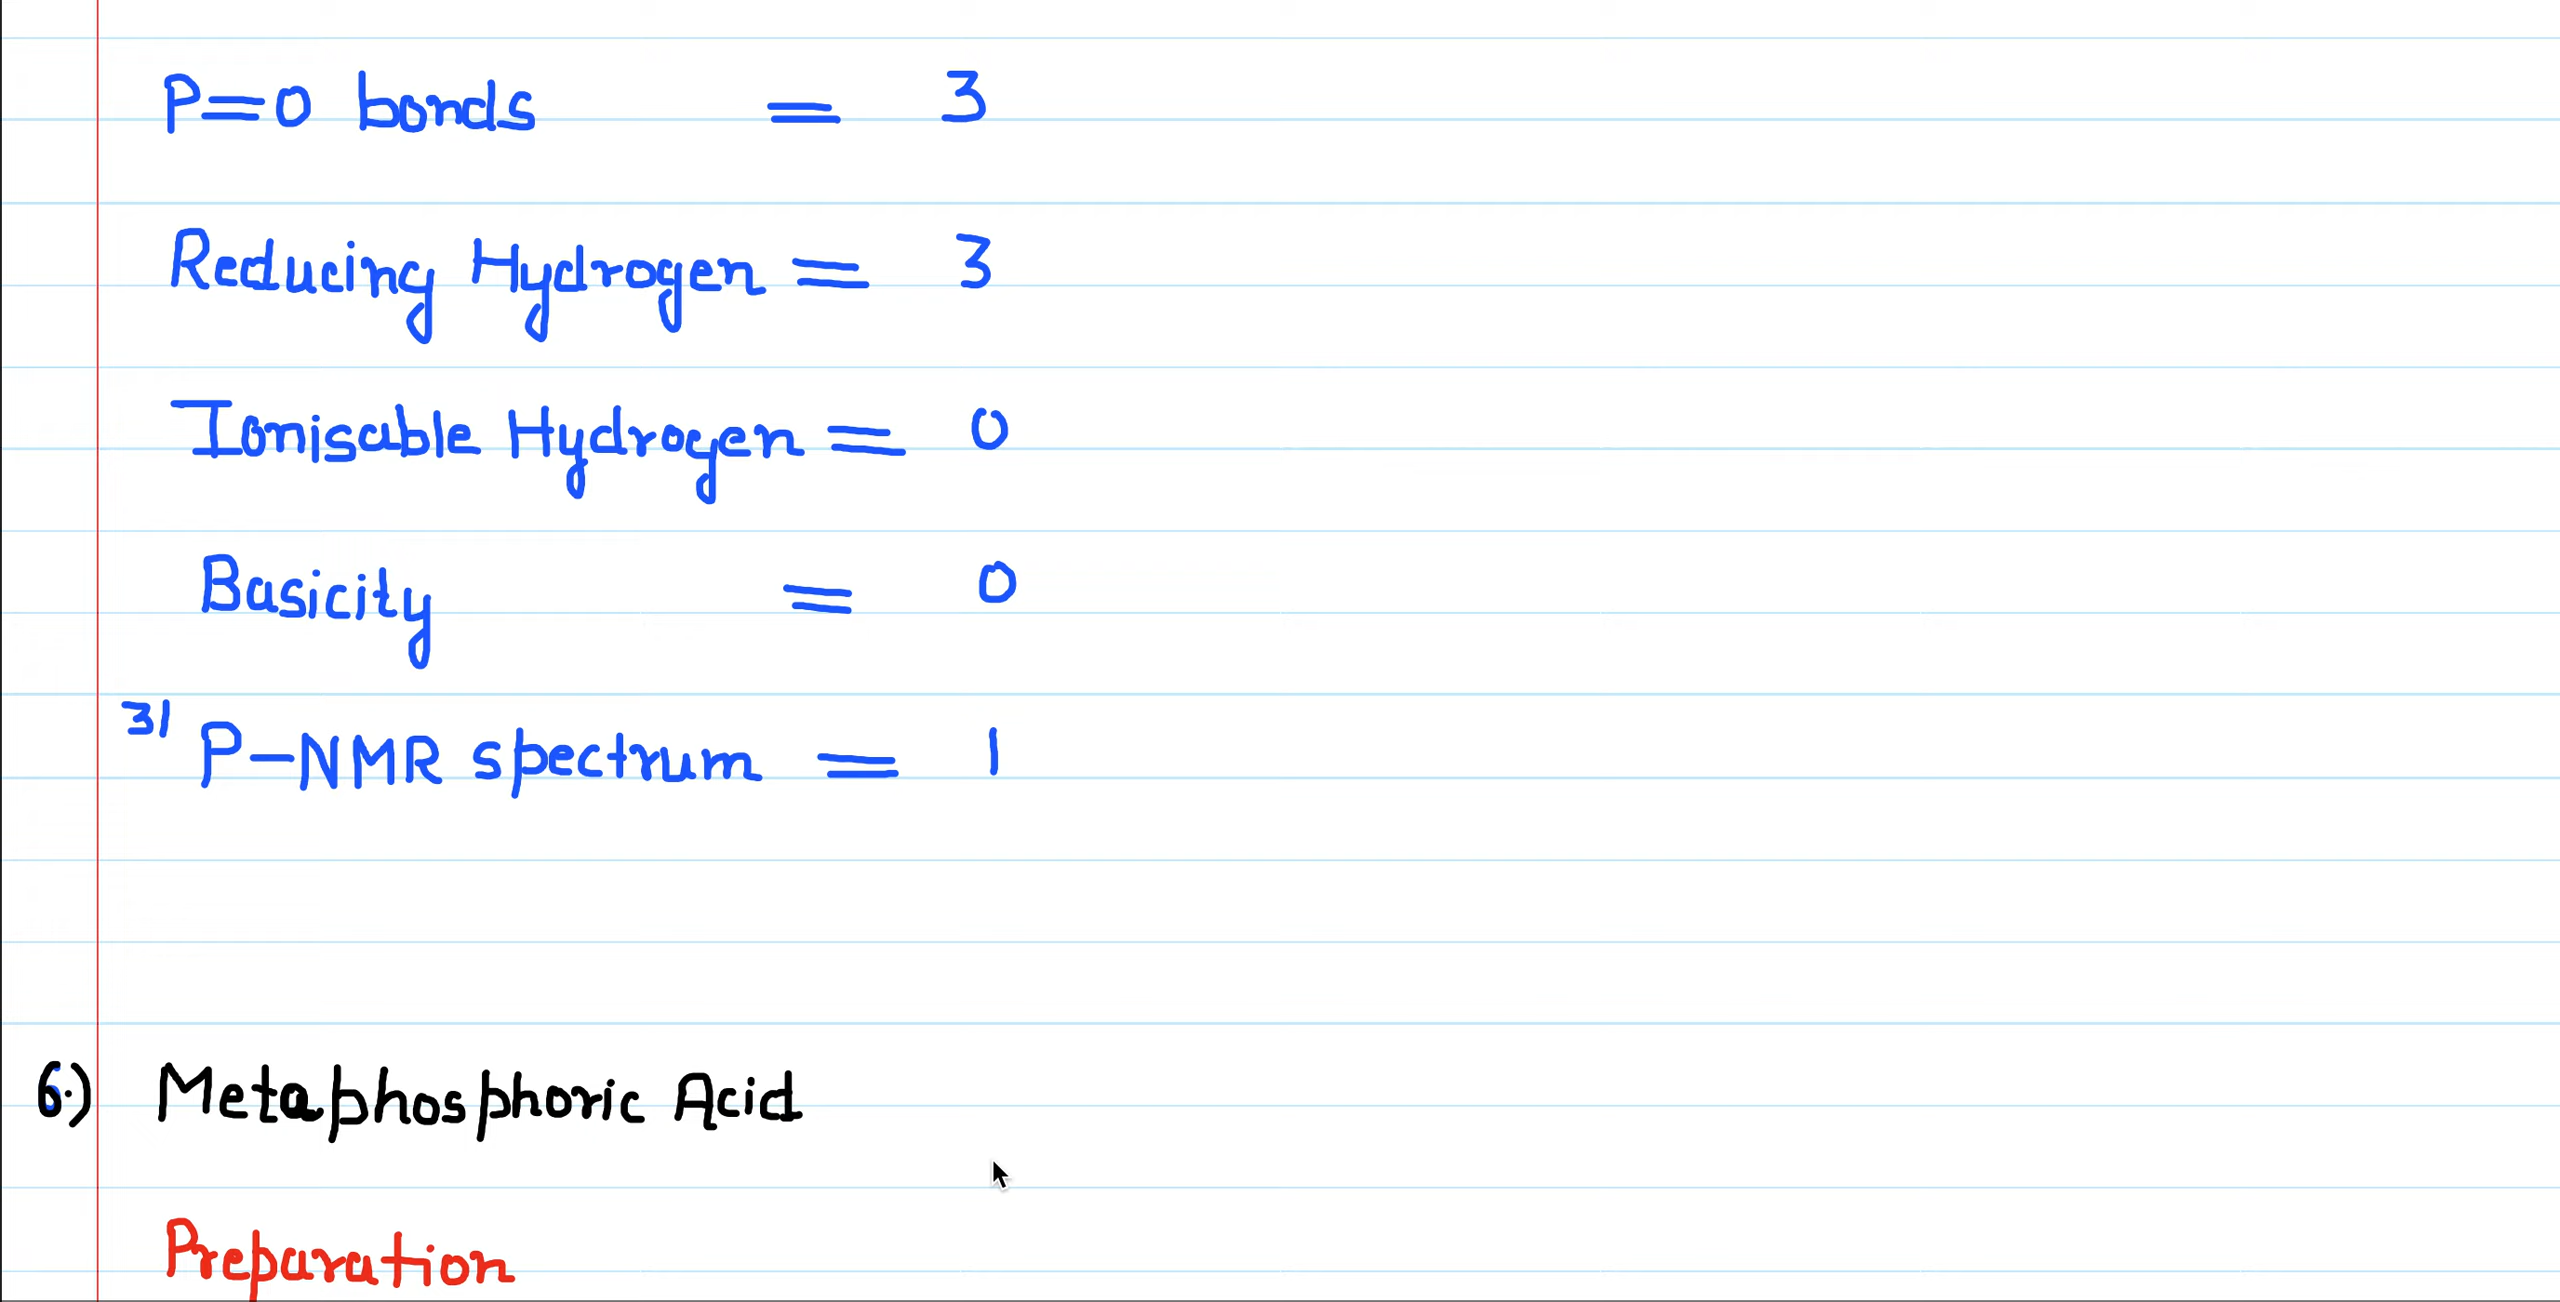 P=O bonds = 3
Reducing Hydrogen = 3
Ionisable Hydrogen = 0
Basicity = 0
³¹P-NMR spectrum = 1
6.) Metaphosphoric Acid
Preparation